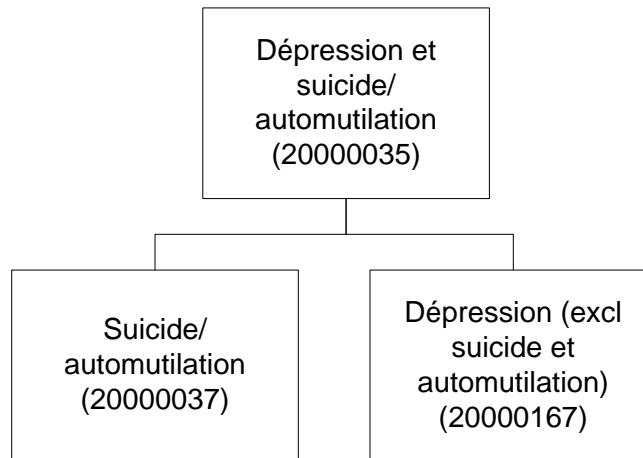 Dépression et
suicide/
automutilation
(20000035)
Suicide/
automutilation
(20000037)
Dépression (excl
suicide et
automutilation)
(20000167)